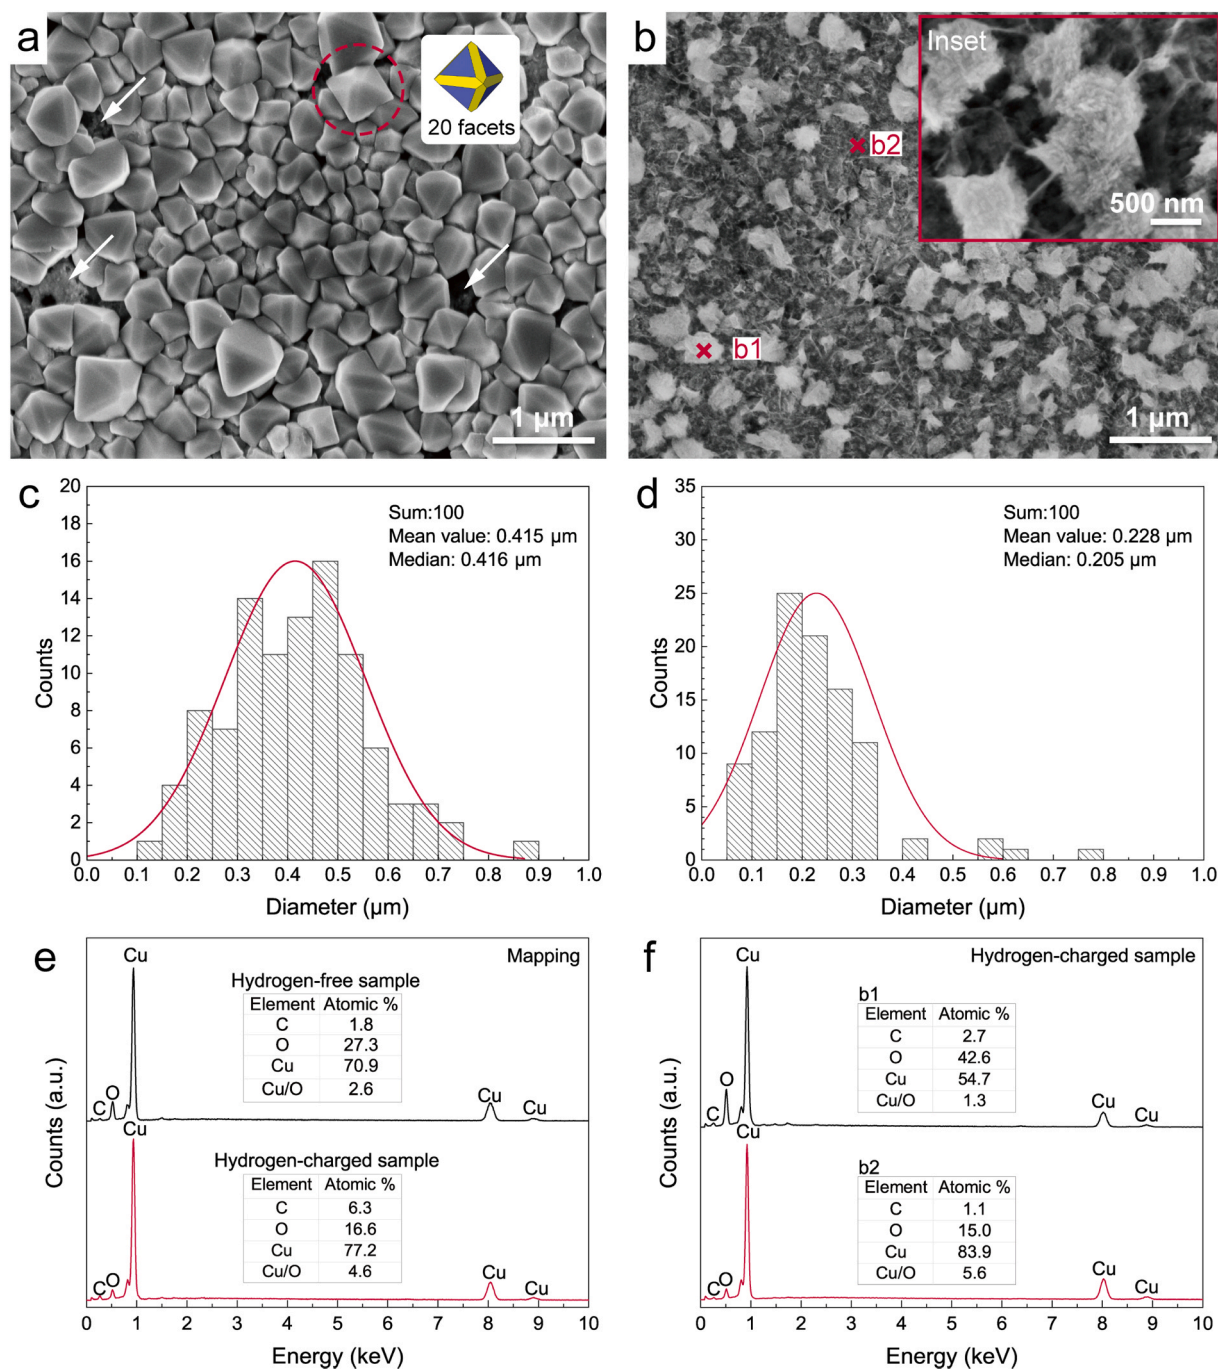 a
20 facets
1 µm
b
b2
b1
Inset
500 nm
1 µm
c
Sum:100
Mean value: 0.415 µm
Median: 0.416 µm
20
18
16
14
12
10
8
6
4
2
0
Counts
0.0 0.1 0.2 0.3 0.4 0.5 0.6 0.7 0.8 0.9 1.0
Diameter (µm)
d
Sum:100
Mean value: 0.228 µm
Median: 0.205 µm
35
30
25
20
15
10
5
0
Counts
0.0 0.1 0.2 0.3 0.4 0.5 0.6 0.7 0.8 0.9 1.0
Diameter (µm)
e
Mapping
Cu
Hydrogen-free sample
Element Atomic %
C 1.8
O 27.3
Cu 70.9
Cu/O 2.6
C O Cu Cu
Cu
Hydrogen-charged sample
Element Atomic %
C 6.3
O 16.6
Cu 77.2
Cu/O 4.6
C O Cu Cu
Counts (a.u.)
0 1 2 3 4 5 6 7 8 9 10
Energy (keV)
f
Hydrogen-charged sample
Cu
b1
Element Atomic %
C 2.7
O 42.6
Cu 54.7
Cu/O 1.3
C O Cu Cu
Cu
b2
Element Atomic %
C 1.1
O 15.0
Cu 83.9
Cu/O 5.6
C O Cu Cu
Counts (a.u.)
0 1 2 3 4 5 6 7 8 9 10
Energy (keV)